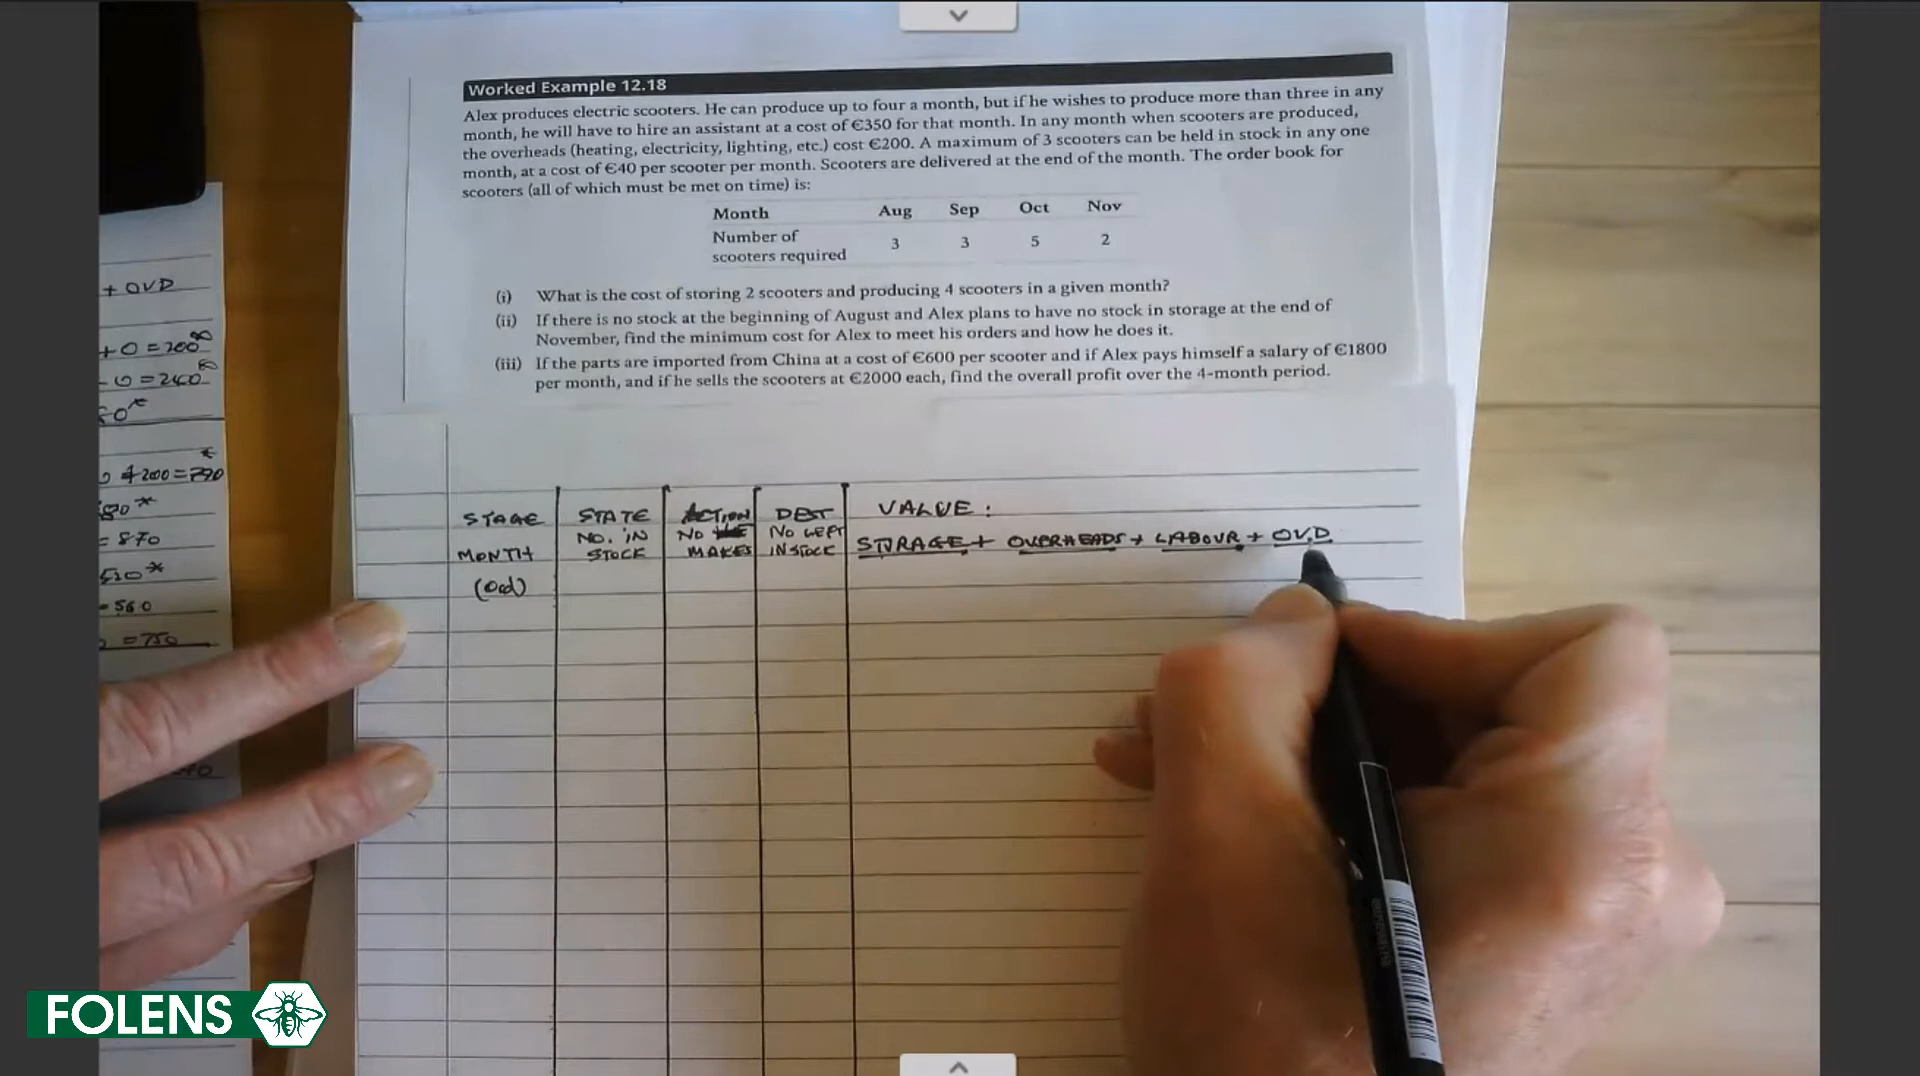 Worked Example 12.18
Alex produces electric scooters. He can produce up to four a month, but if he wishes to produce more than three in any
month, he will have to hire an assistant at a cost of €350 for that month. In any month when scooters are produced,
the overheads (heating, electricity, lighting, etc.) cost €200. A maximum of 3 scooters can be held in stock in any one
month, at a cost of €40 per scooter per month. Scooters are delivered at the end of the month. The order book for
scooters (all of which must be met on time) is:
Month Aug Sep Oct Nov
Number of
scooters required 3 3 5 2
(i) What is the cost of storing 2 scooters and producing 4 scooters in a given month?
(ii) If there is no stock at the beginning of August and Alex plans to have no stock in storage at the end of
November, find the minimum cost for Alex to meet his orders and how he does it.
(iii) If the parts are imported from China at a cost of €600 per scooter and if Alex pays himself a salary of €1800
per month, and if he sells the scooters at €2000 each, find the overall profit over the 4-month period.
+ OVD
= 870
= 560
= 750
STAGE STATE ACTION DEST VALUE:
NO. IN NO NO LEFT
MONTH STOCK MAKES IN STOCK STORAGE + OVERHEADS + LABOUR + OVD
FOLENS